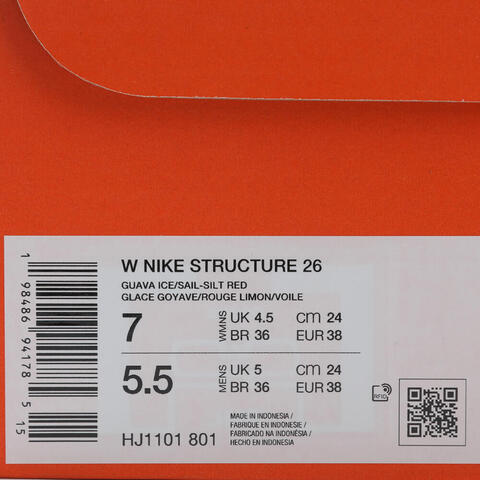 W NIKE STRUCTURE 26
GUAVA ICE/SAIL-SILT RED
GLACE GOYAVE/ROUGE LIMON/VOILE
7 WMNS UK 4.5 CM 24
BR 36 EUR 38
5.5 MENS UK 5 CM 24
BR 36 EUR 38
HJ1101 801
MADE IN INDONESIA /
FABRIQUE EN INDONESIE /
FABRICADO NA INDONÉSIA /
HECHO EN INDONESIA
RFID
1 98486 94178 5 15